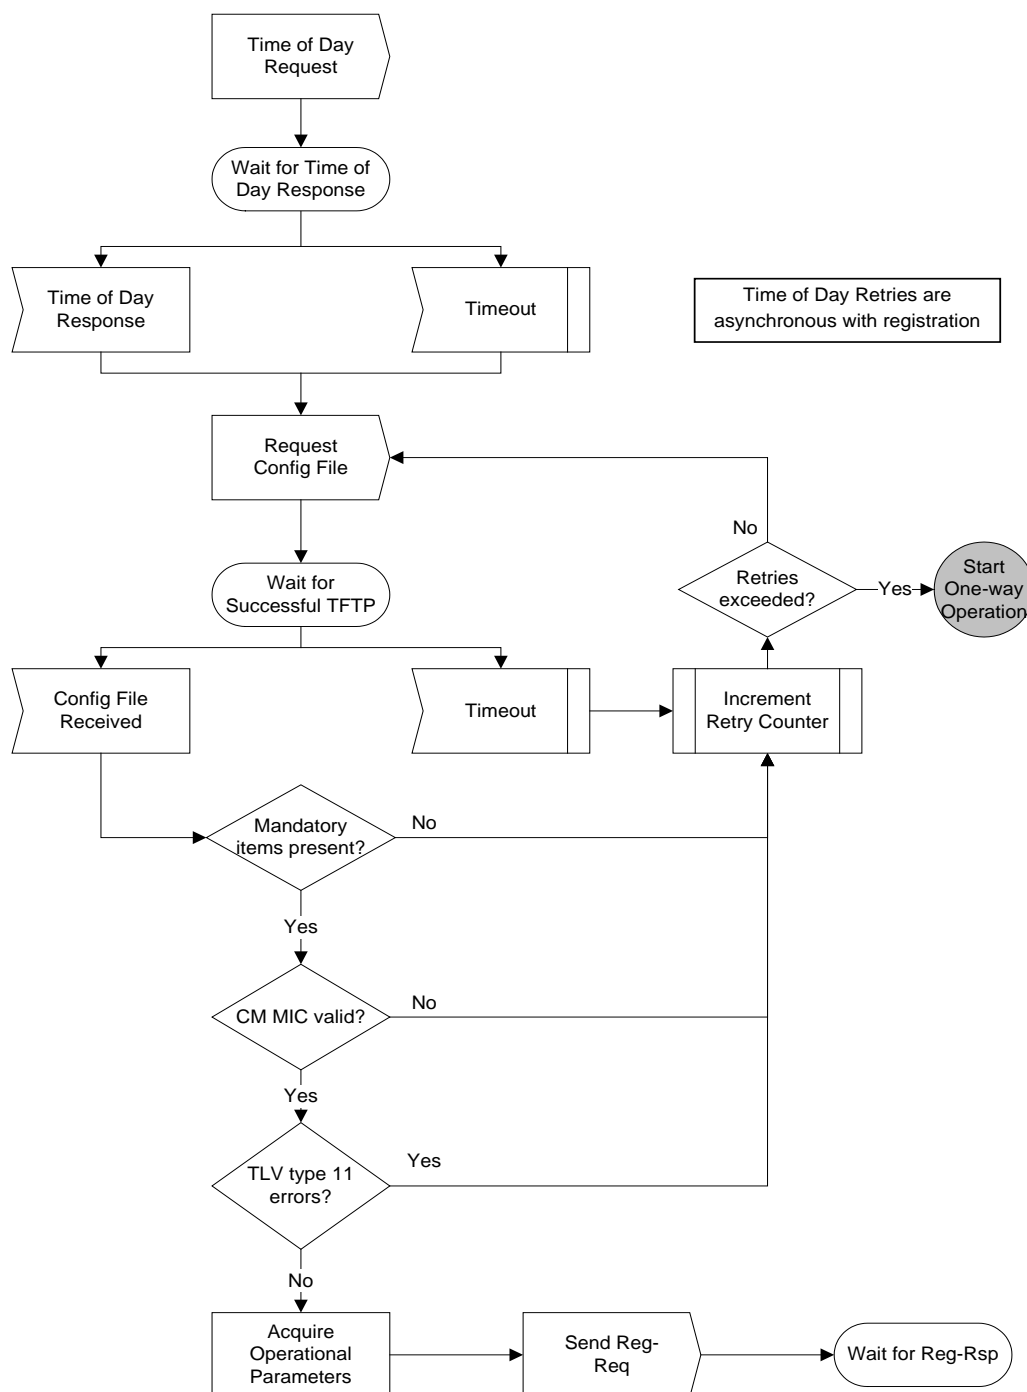 Time of Day
Request
Wait for Time of
Day Response
Time of Day
Response
Timeout
Time of Day Retries are
asynchronous with registration
Request
Config File
No
Wait for
Successful TFTP
Retries
exceeded?
Yes
Start
One-way
Operation
Config File
Received
Timeout
Increment
Retry Counter
Mandatory
items present?
No
Yes
CM MIC valid?
No
Yes
TLV type 11
errors?
Yes
No
Acquire
Operational
Parameters
Send Reg-
Req
Wait for Reg-Rsp